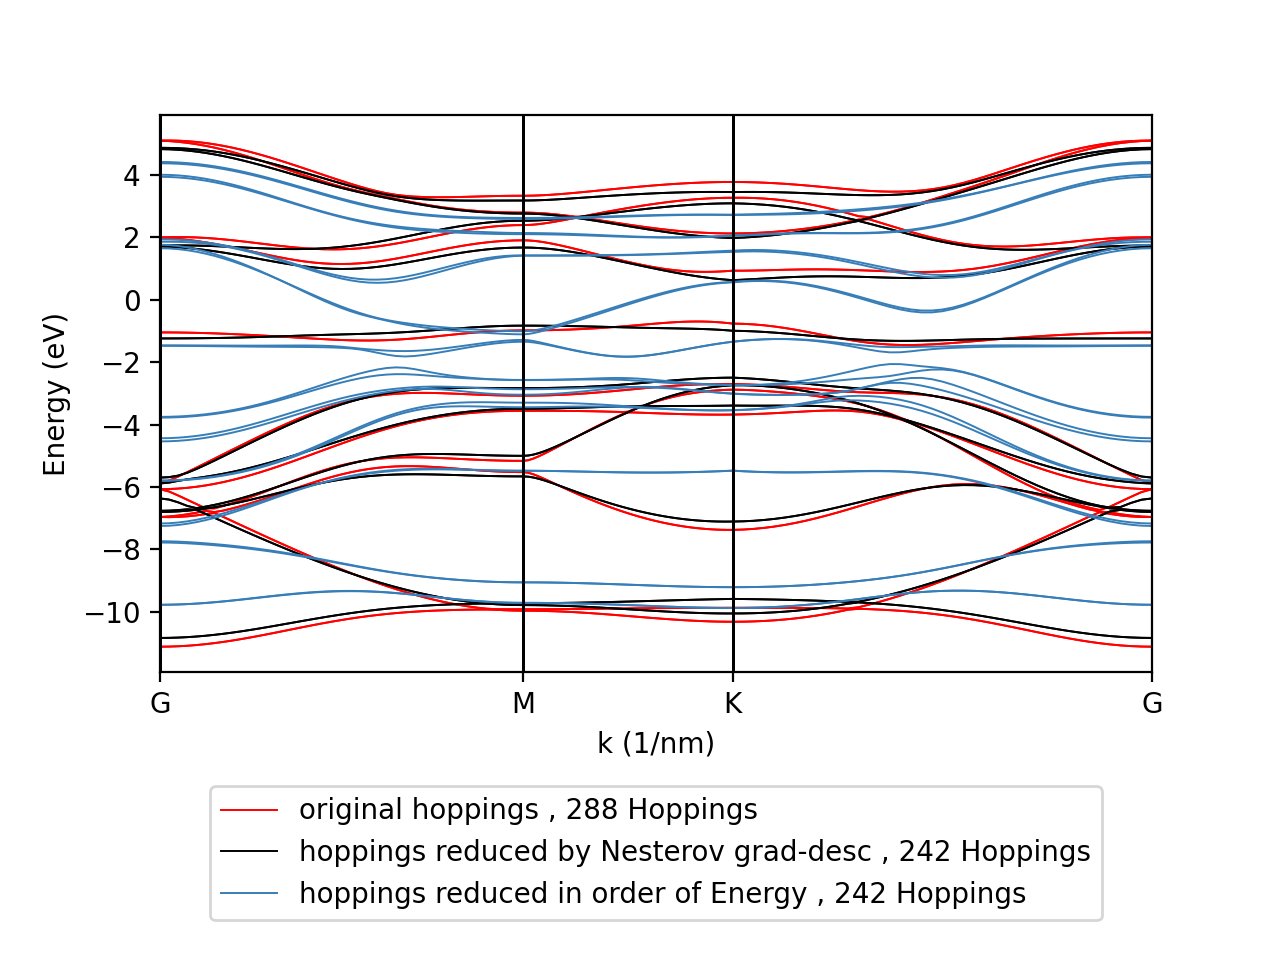 Energy (eV)
4
2
0
−2
−4
−6
−8
−10
G M K G
k (1/nm)
original hoppings , 288 Hoppings
hoppings reduced by Nesterov grad-desc , 242 Hoppings
hoppings reduced in order of Energy , 242 Hoppings